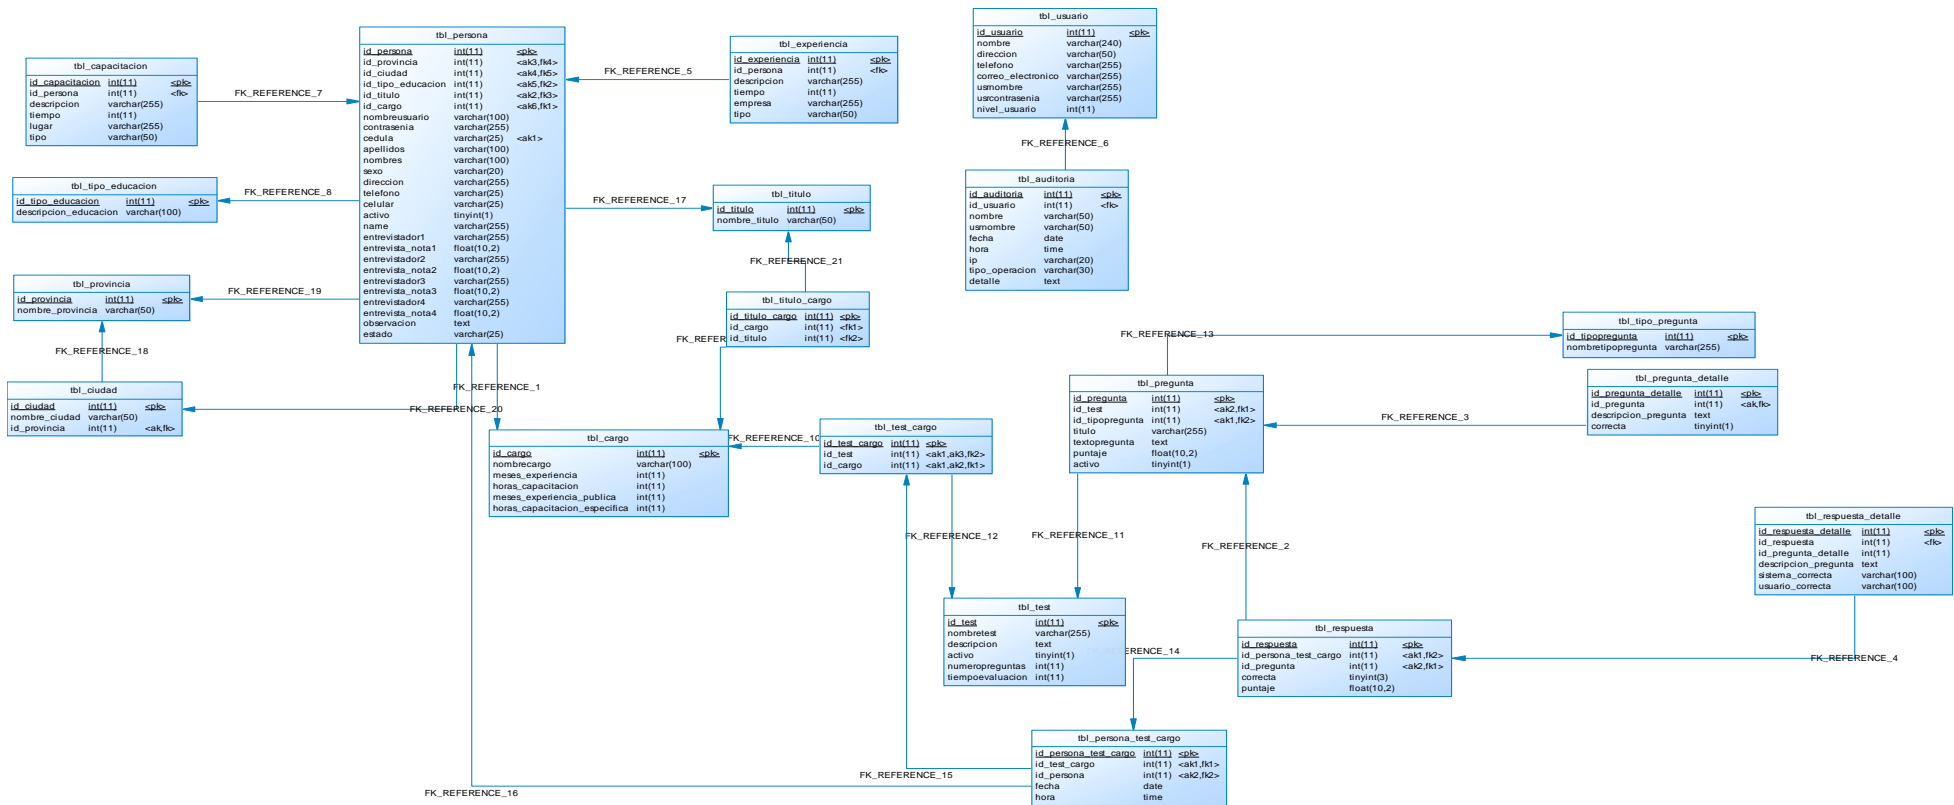 tbl_usuario
id_usuario int(11) <pk>
nombre varchar(240)
direccion varchar(50)
telefono varchar(255)
correo_electronico varchar(255)
usrnombre varchar(255)
usrcontrasenia varchar(255)
nivel_usuario int(11)
tbl_persona
id_persona int(11) <pk>
id_provincia int(11) <ak3,fk4>
id_ciudad int(11) <ak4,fk5>
id_tipo_educacion int(11) <ak5,fk2>
id_titulo int(11) <ak2,fk3>
id_cargo int(11) <ak6,fk1>
nombreusuario varchar(100)
contrasenia varchar(255)
cedula varchar(25) <ak1>
apellidos varchar(100)
nombres varchar(100)
sexo varchar(20)
direccion varchar(255)
telefono varchar(25)
celular varchar(25)
activo tinyint(1)
name varchar(255)
entrevistador1 varchar(255)
entrevista_nota1 float(10,2)
entrevistador2 varchar(255)
entrevista_nota2 float(10,2)
entrevistador3 varchar(255)
entrevista_nota3 float(10,2)
entrevistador4 varchar(255)
entrevista_nota4 float(10,2)
observacion text
estado varchar(25)
tbl_experiencia
id_experiencia int(11) <pk>
id_persona int(11) <fk>
descripcion varchar(255)
tiempo int(11)
empresa varchar(255)
tipo varchar(50)
tbl_capacitacion
id_capacitacion int(11) <pk>
id_persona int(11) <fk>
descripcion varchar(255)
tiempo int(11)
lugar varchar(255)
tipo varchar(50)
FK_REFERENCE_5
FK_REFERENCE_7
FK_REFERENCE_6
tbl_auditoria
id_auditoria int(11) <pk>
id_usuario int(11) <fk>
nombre varchar(50)
usrnombre varchar(50)
fecha date
hora time
ip varchar(20)
tipo_operacion varchar(30)
detalle text
tbl_tipo_educacion
id_tipo_educacion int(11) <pk>
descripcion_educacion varchar(100)
FK_REFERENCE_8
FK_REFERENCE_17
tbl_titulo
id_titulo int(11) <pk>
nombre_titulo varchar(50)
FK_REFERENCE_21
tbl_provincia
id_provincia int(11) <pk>
nombre_provincia varchar(50)
FK_REFERENCE_19
tbl_titulo_cargo
id_titulo_cargo int(11) <pk>
id_cargo int(11) <fk1>
id_titulo int(11) <fk2>
FK_REFER
FK_REFERENCE_18
FK_REFERENCE_13
tbl_tipo_pregunta
id_tipopregunta int(11) <pk>
nombretipopregunta varchar(255)
tbl_ciudad
id_ciudad int(11) <pk>
nombre_ciudad varchar(50)
id_provincia int(11) <ak,fk>
FK_REFERENCE_1
FK_REFERENCE_20
tbl_pregunta
id_pregunta int(11) <pk>
id_test int(11) <ak2,fk1>
id_tipopregunta int(11) <ak1,fk2>
titulo varchar(255)
textopregunta text
puntaje float(10,2)
activo tinyint(1)
FK_REFERENCE_3
tbl_pregunta_detalle
id_pregunta_detalle int(11) <pk>
id_pregunta int(11) <ak,fk>
descripcion_pregunta text
correcta tinyint(1)
tbl_cargo
id_cargo int(11) <pk>
nombrecargo varchar(100)
meses_experiencia int(11)
horas_capacitacion int(11)
meses_experiencia_publica int(11)
horas_capacitacion_especifica int(11)
FK_REFERENCE_10
tbl_test_cargo
id_test_cargo int(11) <pk>
id_test int(11) <ak1,ak3,fk2>
id_cargo int(11) <ak1,ak2,fk1>
FK_REFERENCE_12
FK_REFERENCE_11
FK_REFERENCE_2
tbl_respuesta_detalle
id_respuesta_detalle int(11) <pk>
id_respuesta int(11) <fk>
id_pregunta_detalle int(11)
descripcion_pregunta text
sistema_correcta varchar(100)
usuario_correcta varchar(100)
tbl_test
id_test int(11) <pk>
nombretest varchar(255)
descripcion text
activo tinyint(1)
numeropreguntas int(11)
tiempoevaluacion int(11)
ERENCE_14
tbl_respuesta
id_respuesta int(11) <pk>
id_persona_test_cargo int(11) <ak1,fk2>
id_pregunta int(11) <ak2,fk1>
correcta tinyint(3)
puntaje float(10,2)
FK_REFERENCE_4
tbl_persona_test_cargo
id_persona_test_cargo int(11) <pk>
id_test_cargo int(11) <ak1,fk1>
id_persona int(11) <ak2,fk2>
fecha date
hora time
FK_REFERENCE_15
FK_REFERENCE_16